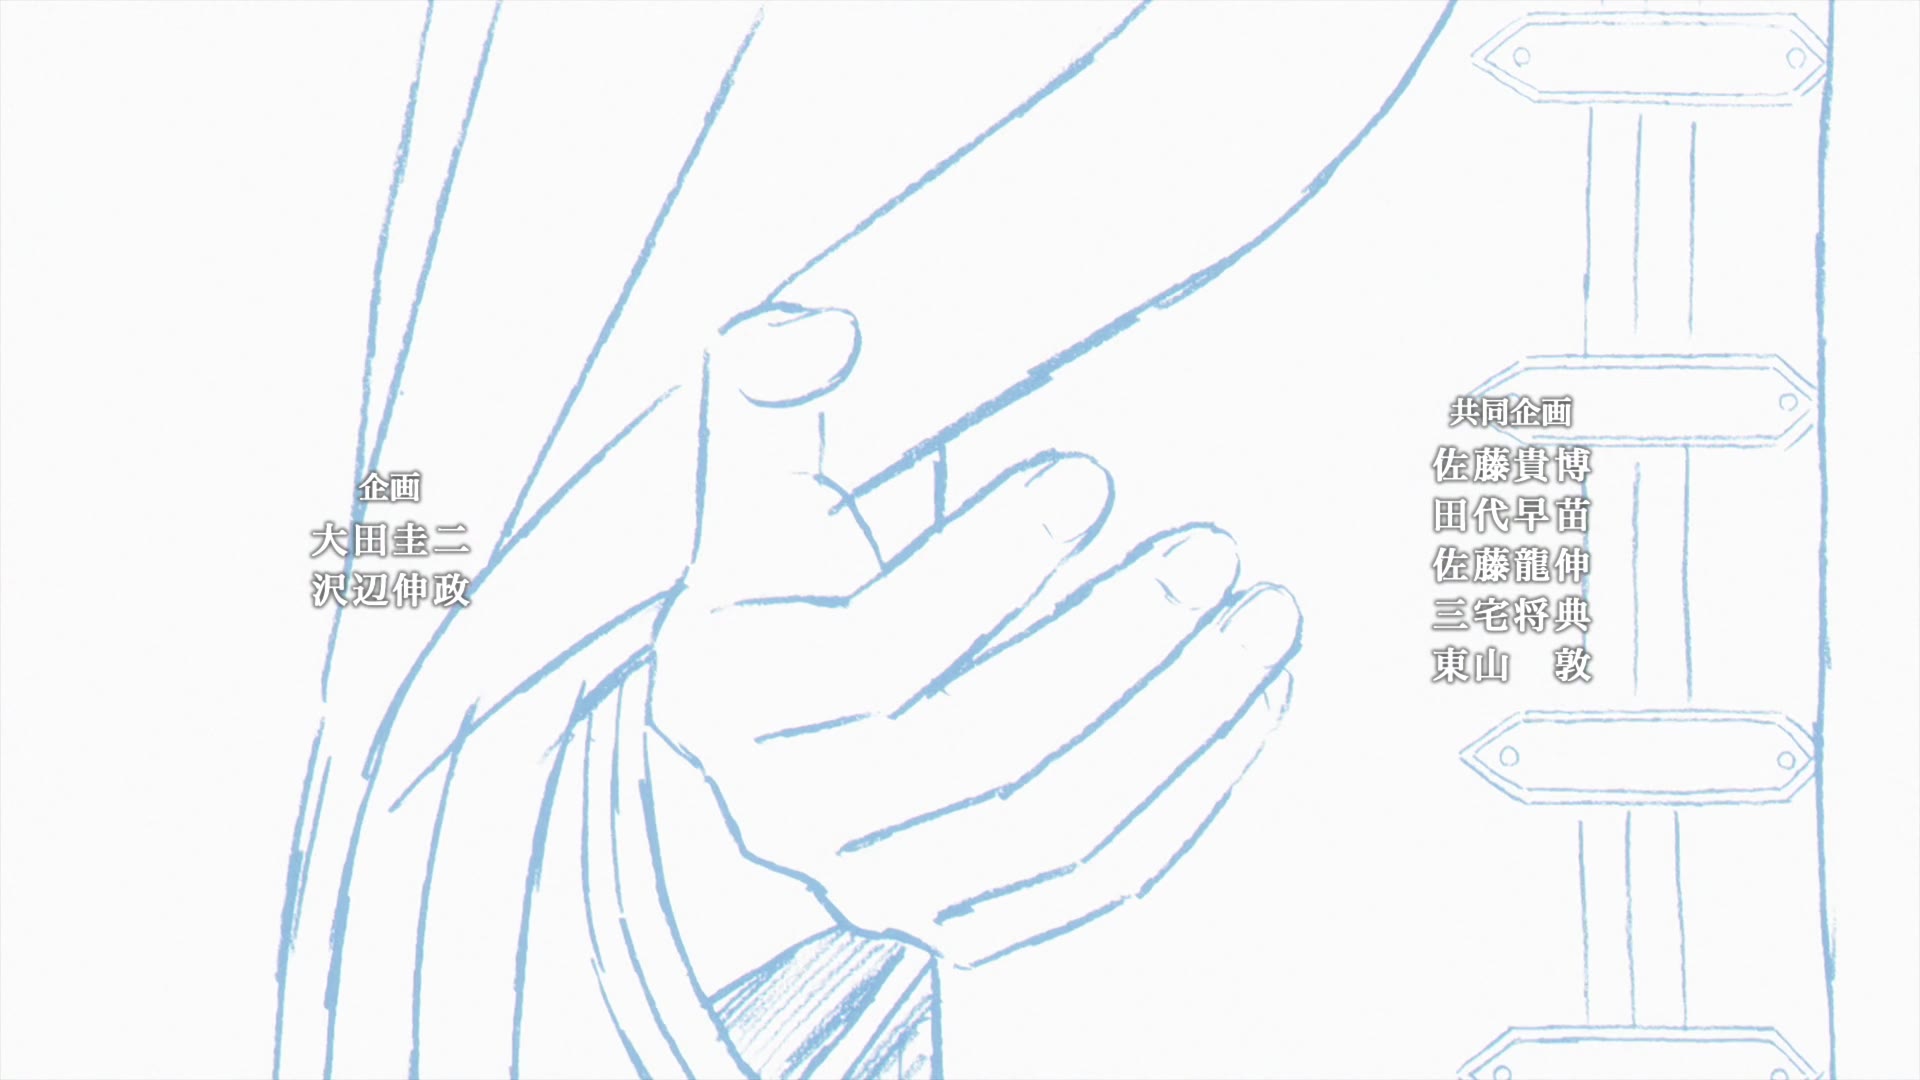 企画
大田圭二
沢辺伸政
共同企画
佐藤貴博
田代早苗
佐藤龍伸
三宅将典
東山　敦